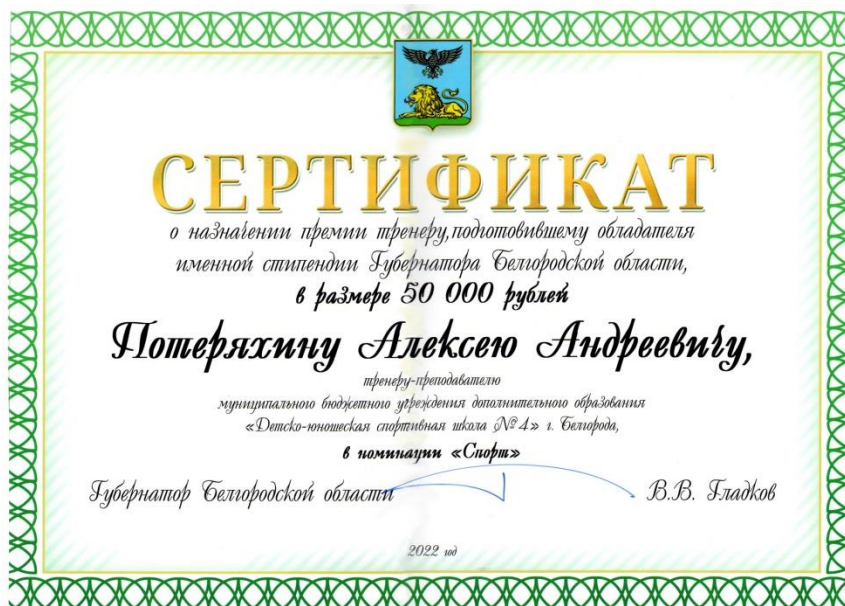 СЕРТИФИКАТ
о назначении премии тренеру, подготовившему обладателя
именной стипендии Губернатора Белгородской области,
в размере 50 000 рублей
Потеряхину Алексею Андреевичу,
тренеру-преподавателю
муниципального бюджетного учреждения дополнительного образования
«Детско-юношеская спортивная школа №4» г. Белгорода,
в номинации «Спорт»
Губернатор Белгородской области В.В. Гладков
2022 год